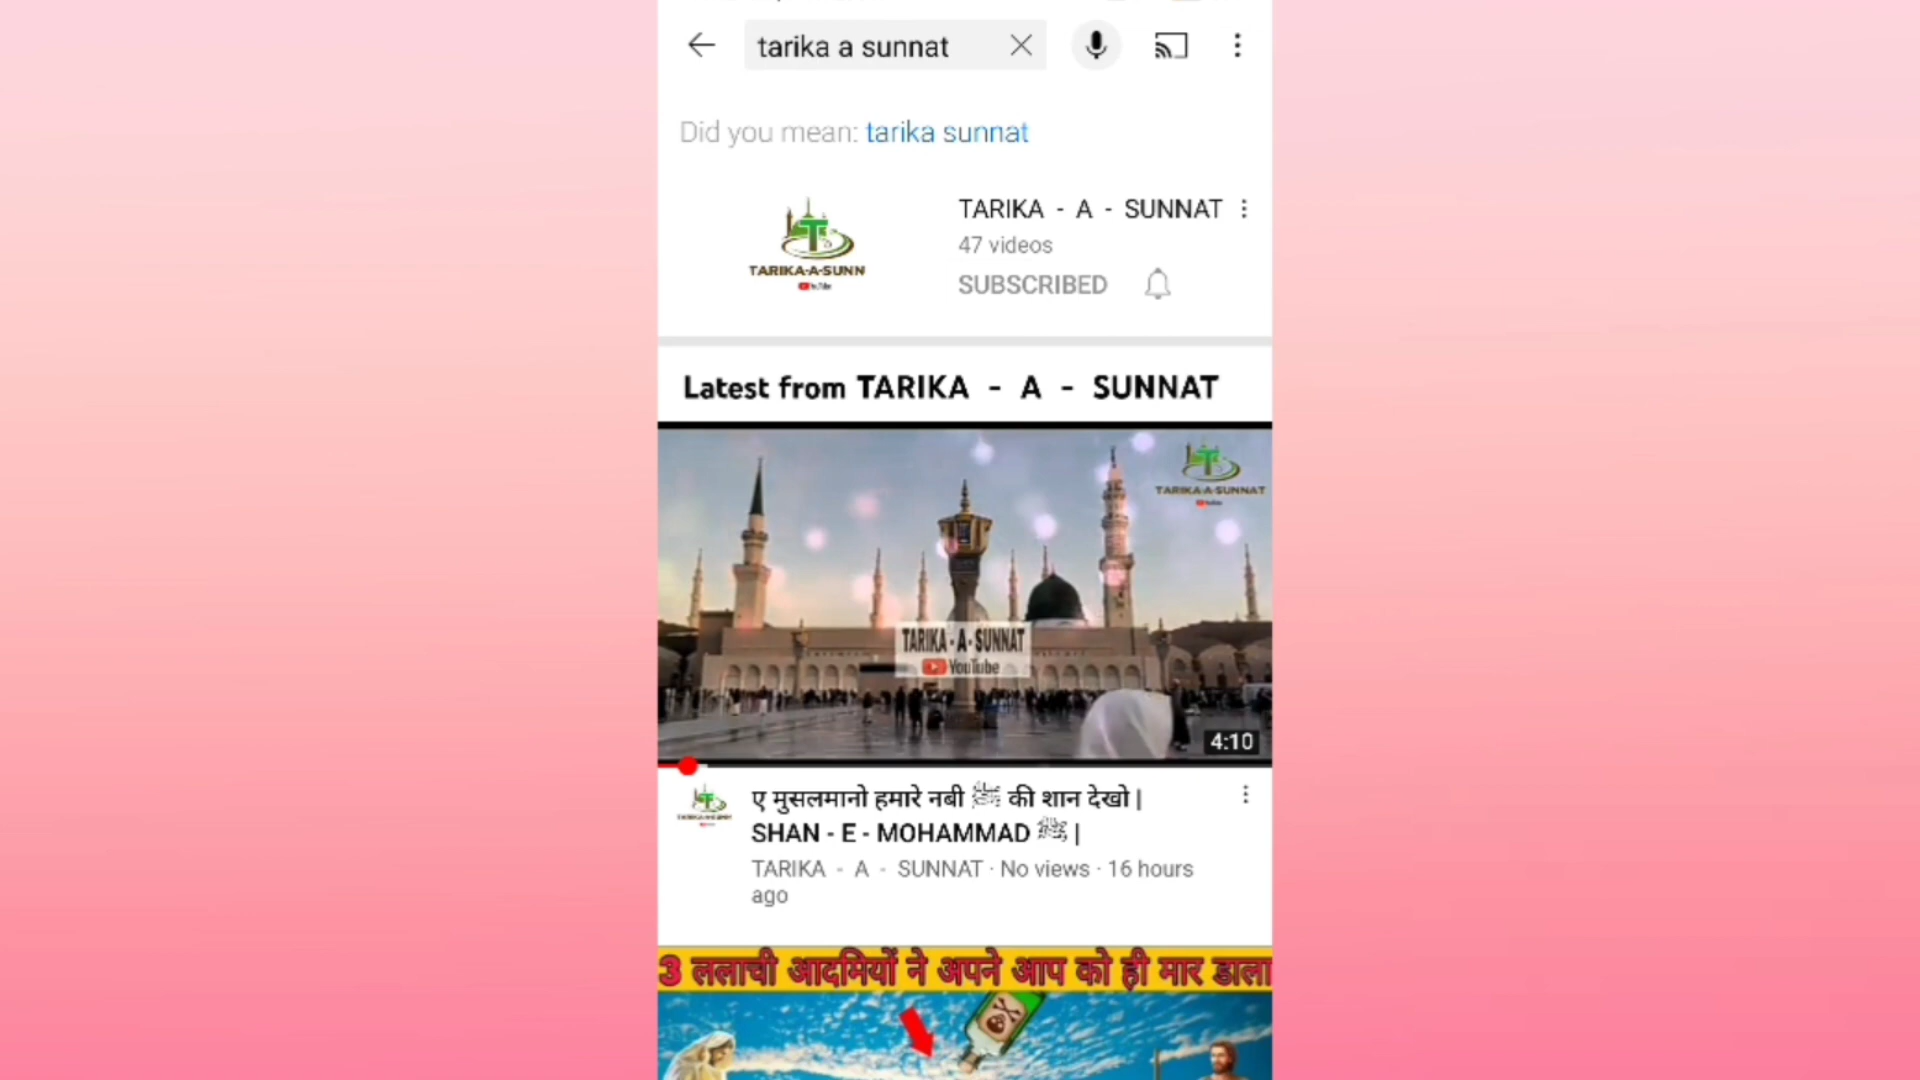 tarika a sunnat
Did you mean: tarika sunnat
TARIKA - A - SUNNAT
47 videos
TARIKA-A-SUNN
SUBSCRIBED
Latest from TARIKA - A - SUNNAT
TARIKA-A-SUNNAT
TARIKA - A - SUNNAT
YouTube
4:10
ए मुसलमानो हमारे नबी ﷺ की शान देखो |
SHAN - E - MOHAMMAD ﷺ |
TARIKA - A - SUNNAT · No views · 16 hours
ago
3 ललाची आदमियों ने अपने आप को ही मार डाला